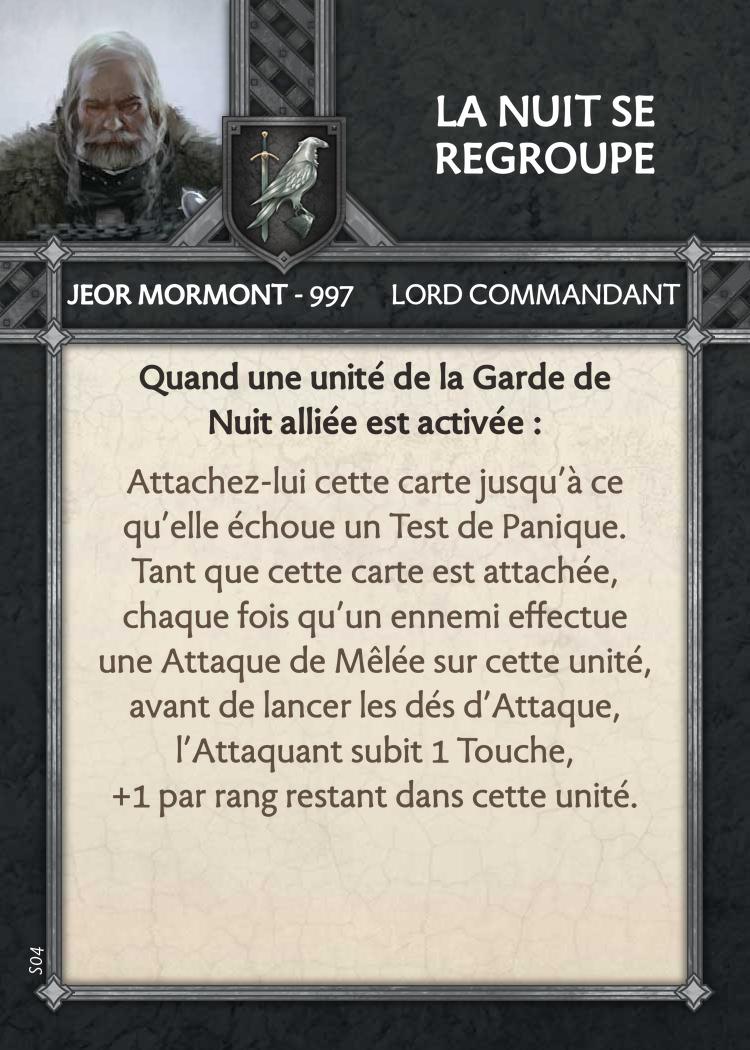 LA NUIT SE
REGROUPE
JEOR MORMONT - 997 LORD COMMANDANT
Quand une unité de la Garde de
Nuit alliée est activée :
Attachez-lui cette carte jusqu’à ce
qu’elle échoue un Test de Panique.
Tant que cette carte est attachée,
chaque fois qu’un ennemi effectue
une Attaque de Mêlée sur cette unité,
avant de lancer les dés d’Attaque,
l’Attaquant subit 1 Touche,
+1 par rang restant dans cette unité.
S04